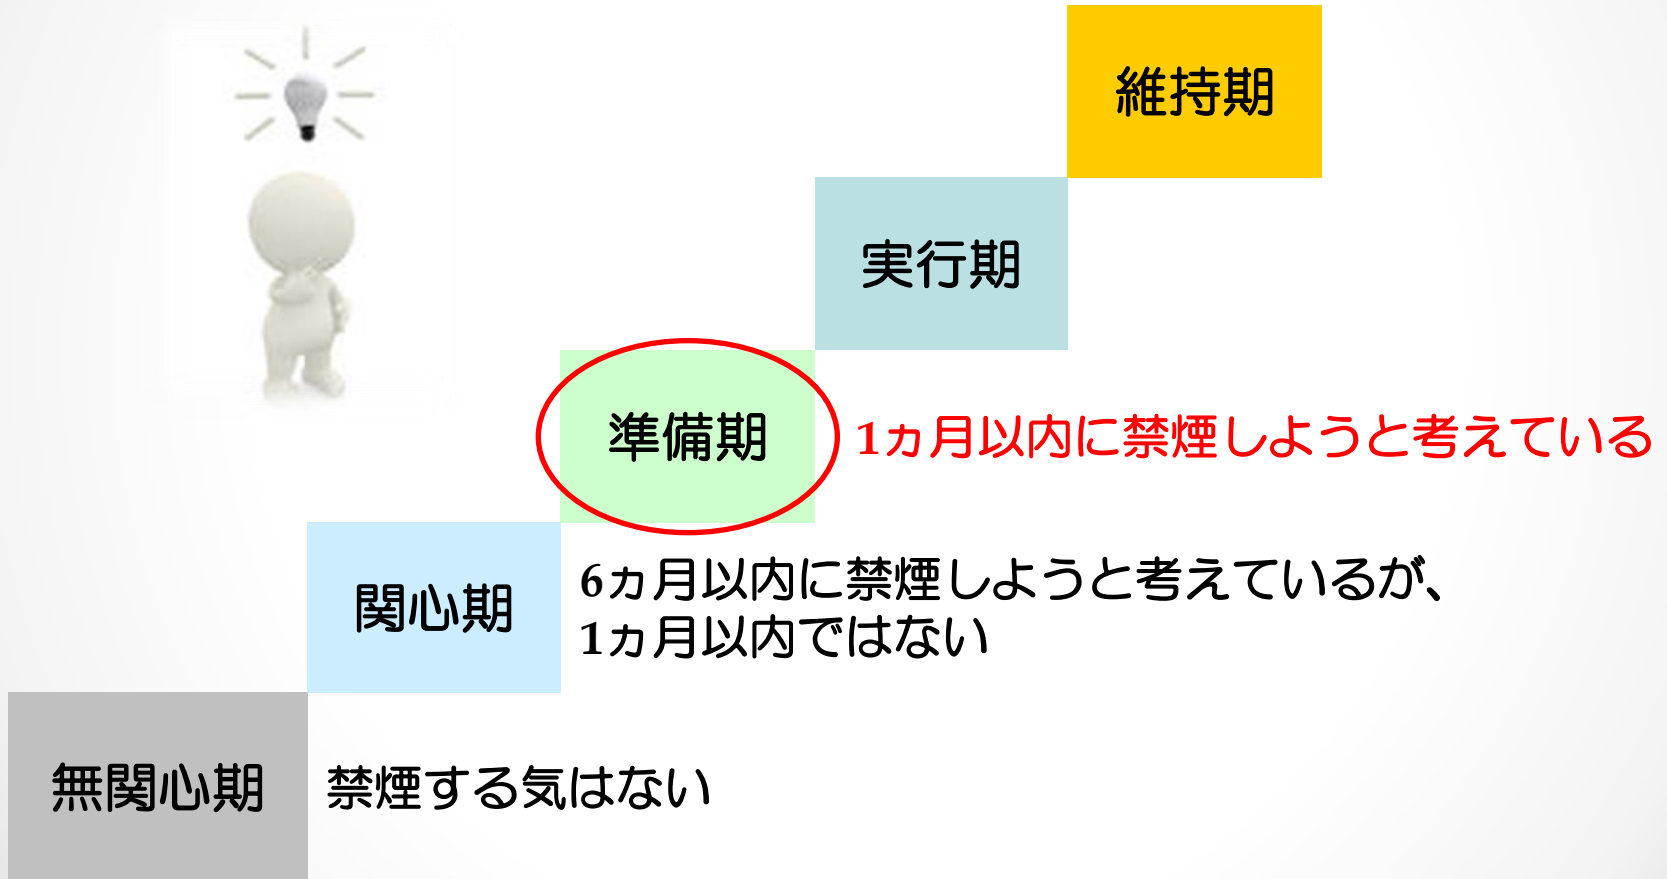 維持期
実行期
準備期
1ヵ月以内に禁煙しようと考えている
関心期
6ヵ月以内に禁煙しようと考えているが、
1ヵ月以内ではない
無関心期
禁煙する気はない